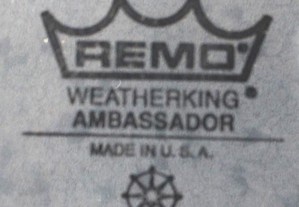 REMO®
WEATHERKING®
AMBASSADOR
MADE IN U.S.A.